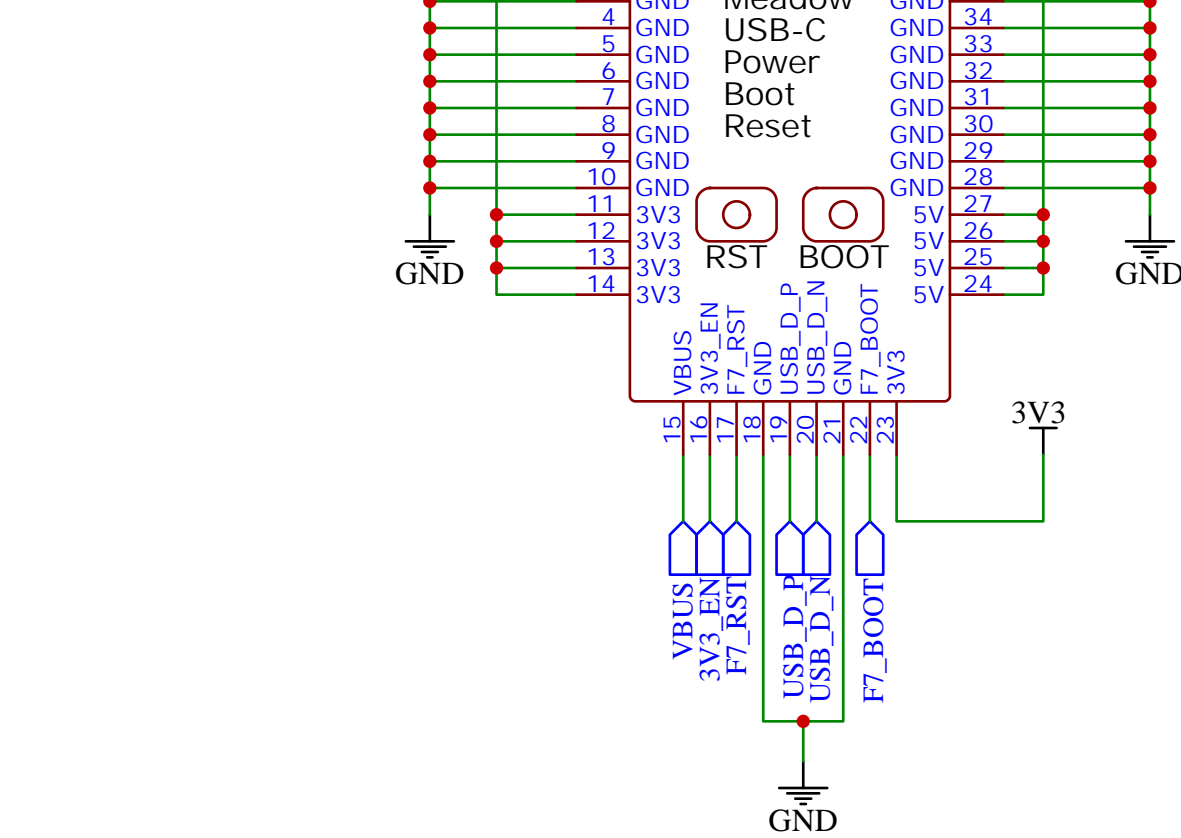 GND Meadow GND
4 GND USB-C GND 34
5 GND Power GND 33
6 GND Boot GND 32
7 GND Reset GND 31
8 GND GND 30
9 GND GND 29
10 GND GND 28
11 3V3 5V 27
12 3V3 5V 26
13 3V3 5V 25
14 3V3 5V 24
RST BOOT
GND
GND
VBUS
3V3_EN
F7_RST
GND
USB_D_P
USB_D_N
GND
F7_BOOT
3V3
15
16
17
18
19
20
21
22
23
3V3
VBUS
3V3_EN
F7_RST
USB_D_P
USB_D_N
F7_BOOT
GND